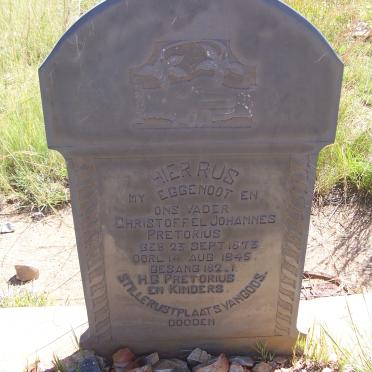 HIER RUS
MY EGGENOOT EN
ONS VADER
CHRISTOFFEL JOHANNES
PRETORIUS
GEB 23 SEPT 1873
OORL 14 AUG 1945
GESANG 182.1.
H.G. PRETORIUS
EN KINDERS
STILLERUSTPLAATS VAN GODS
DOODEN